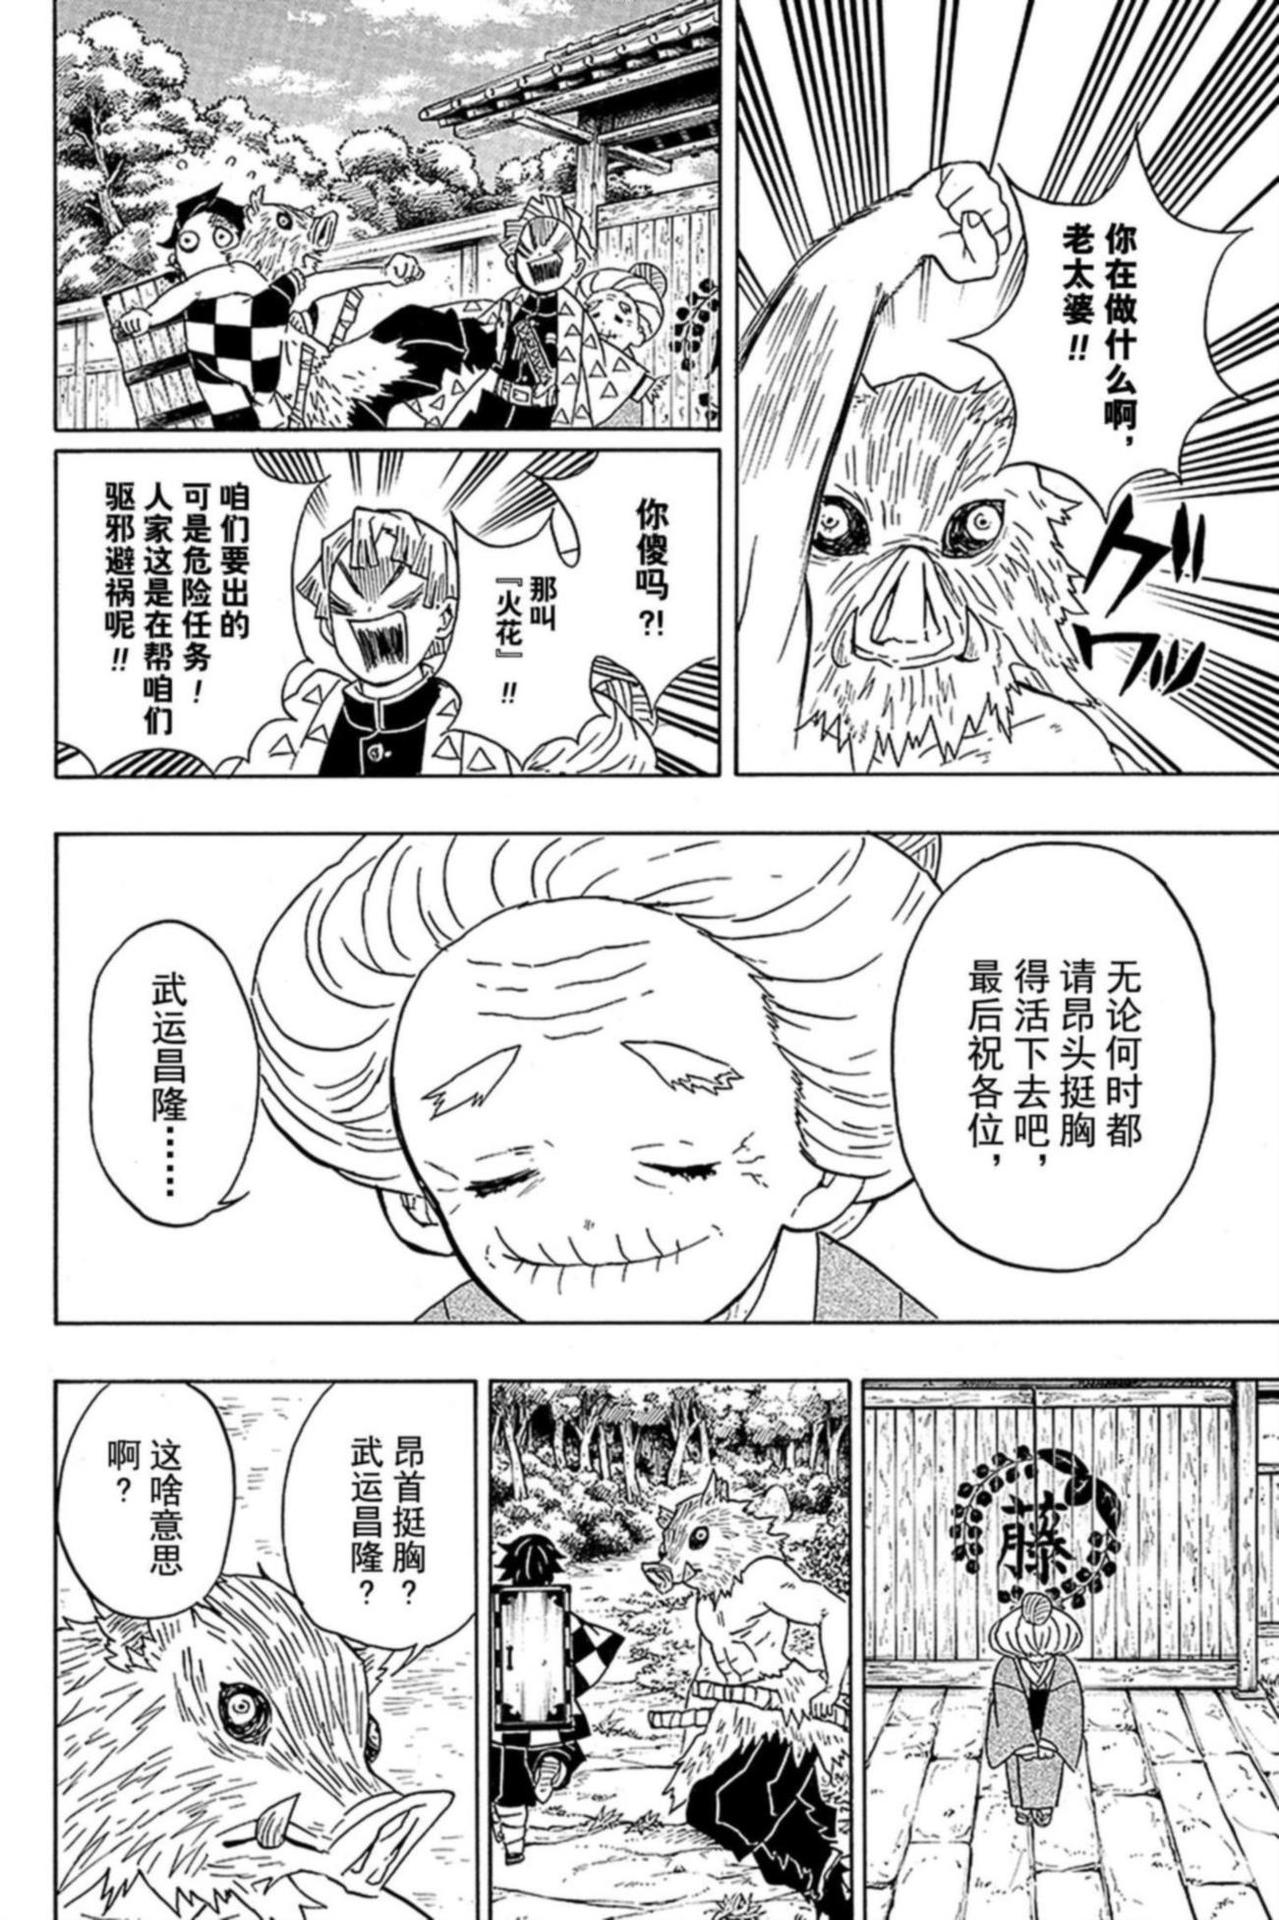 你在做什么啊，
老太婆！！
グバ
ワッ
你傻吗？！
那叫
『火花』！！
咱们要出的
可是危险任务！
人家这是在帮咱们
驱邪避祸呢！！
无论何时都
请昂头挺胸
得活下去吧，
最后祝各位，
武运昌隆……
藤
昂首挺胸？
武运昌隆？
这啥意思
啊？